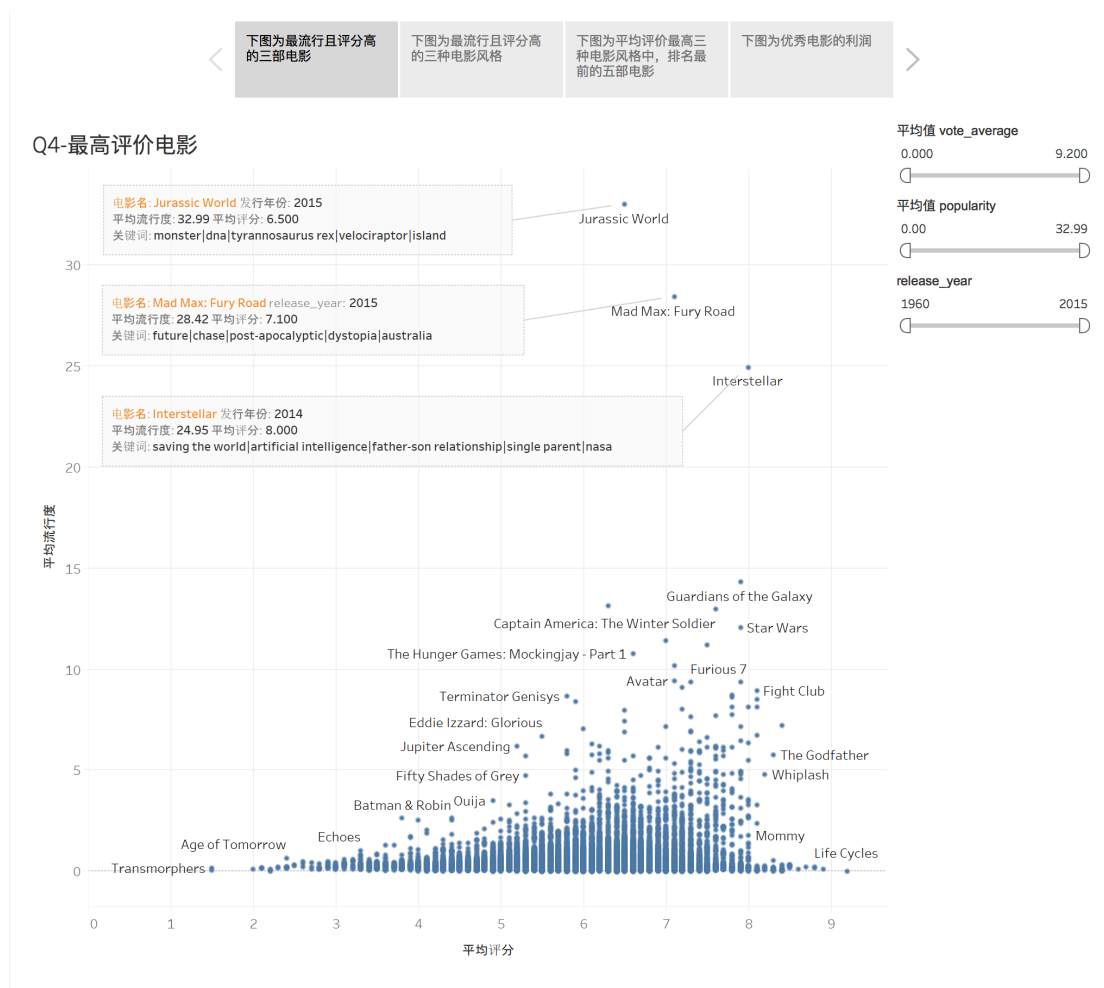 下图为最流行且评分高
的三部电影
下图为最流行且评分高
的三种电影风格
下图为平均评价最高三
种电影风格中，排名最
前的五部电影
下图为优秀电影的利润
Q4-最高评价电影
平均值 vote_average
0.000 9.200
平均值 popularity
0.00 32.99
release_year
1960 2015
电影名: Jurassic World 发行年份: 2015
平均流行度: 32.99 平均评分: 6.500
关键词: monster|dna|tyrannosaurus rex|velociraptor|island
Jurassic World
电影名: Mad Max: Fury Road release_year: 2015
平均流行度: 28.42 平均评分: 7.100
关键词: future|chase|post-apocalyptic|dystopia|australia
Mad Max: Fury Road
Interstellar
电影名: Interstellar 发行年份: 2014
平均流行度: 24.95 平均评分: 8.000
关键词: saving the world|artificial intelligence|father-son relationship|single parent|nasa
30
25
20
15
10
5
0
平均流行度
Guardians of the Galaxy
Captain America: The Winter Soldier
Star Wars
The Hunger Games: Mockingjay - Part 1
Furious 7
Avatar
Terminator Genisys
Fight Club
Eddie Izzard: Glorious
Jupiter Ascending
The Godfather
Fifty Shades of Grey
Whiplash
Batman & Robin
Ouija
Echoes
Mommy
Age of Tomorrow
Life Cycles
Transmorphers
0 1 2 3 4 5 6 7 8 9
平均评分